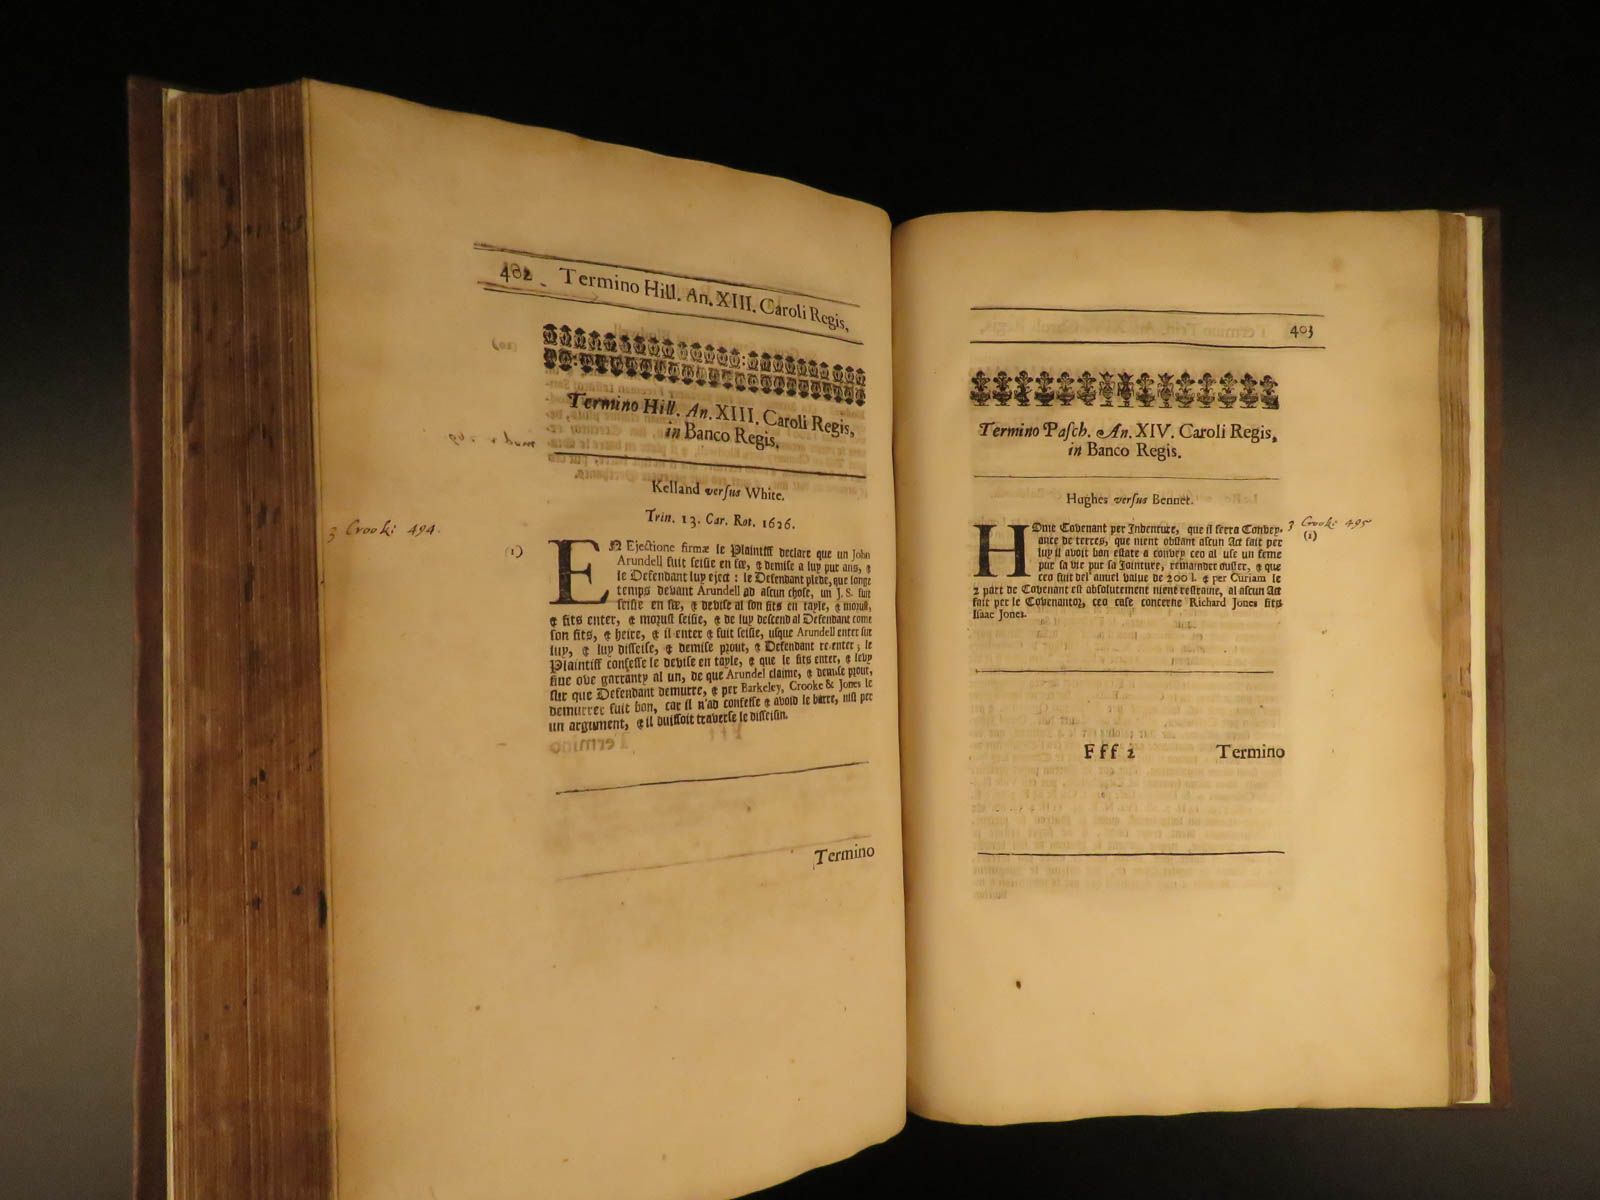 402 Termino Hill. An. XIII. Caroli Regis,
Termino Hill. An. XIII. Caroli Regis,
in Banco Regis.
Kelland versus White.
Trin. 13. Car. Rot. 1626.
3 Crook: 494.
(1)
EN Ejectione firmæ le Plaintiff declare que un John
Arundell fuit seisie en fee, & demise a luy pur ans, &
le Defendant luy eject: le Defendant plede, que longe
temps devant Arundell ad ascun chose, un J. S. fuit
seisie en fee, & devise al son fits en tayle, & morust,
& fits enter, & morust seisie, & de luy descend al Defendant come
son fits, & heire, & il enter & fuit seisie, usque Arundell enter sur
luy, & luy disseise, & demise prout, & Defendant re-enter; le
Plaintiff confesse le devise en tayle, & que le fits enter, & levy
fine ove garranty al un, de que Arundel claime, & demise prout,
sur que Defendant demurre, & per Barkeley, Crooke & Jones le
demurrer fuit bon, car il n'ad confesse & avoid le barre, nisi per
un argument, & il duissoit traverse le disseisin.
Termino
403
Termino Pasch. An. XIV. Caroli Regis,
in Banco Regis.
Hughes versus Bennet.
3 Crook: 495
(1)
HOme Covenant per Indenture, que il serra Convey-
ance de terres, que nient obstant ascun Act fait per
luy il avoit bon estate a convey ceo al use un feme
pur sa vie pur sa Jointure, remainder ouster, & que
ceo fuit del' anuel value de 200 l. & per Curiam le
2 part de Covenant est absolutement nient restraine, al ascun Act
fait per le Covenantor, ceo case concerne Richard Jones fits
Isaac Jones.
Fff 2 Termino